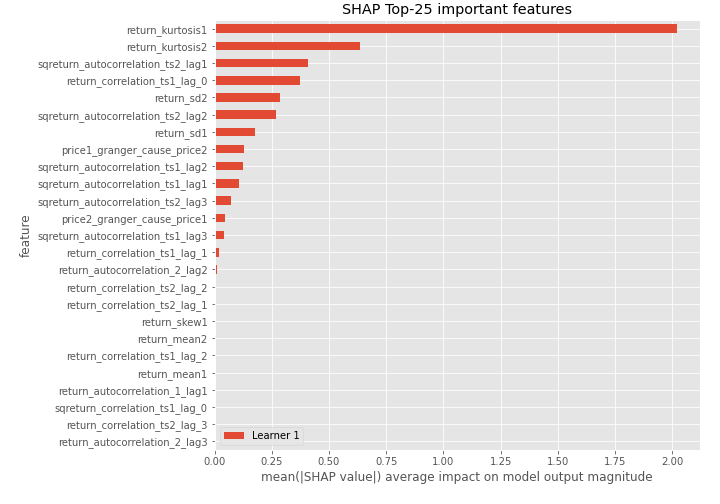 SHAP Top-25 important features
return_kurtosis1
return_kurtosis2
sqreturn_autocorrelation_ts2_lag1
return_correlation_ts1_lag_0
return_sd2
sqreturn_autocorrelation_ts2_lag2
return_sd1
price1_granger_cause_price2
sqreturn_autocorrelation_ts1_lag2
sqreturn_autocorrelation_ts1_lag1
sqreturn_autocorrelation_ts2_lag3
price2_granger_cause_price1
sqreturn_autocorrelation_ts1_lag3
return_correlation_ts1_lag_1
return_autocorrelation_2_lag2
return_correlation_ts2_lag_2
return_correlation_ts2_lag_1
return_skew1
return_mean2
return_correlation_ts1_lag_2
return_mean1
return_autocorrelation_1_lag1
sqreturn_correlation_ts1_lag_0
return_correlation_ts2_lag_3
return_autocorrelation_2_lag3
feature
Learner 1
0.00 0.25 0.50 0.75 1.00 1.25 1.50 1.75 2.00
mean(|SHAP value|) average impact on model output magnitude